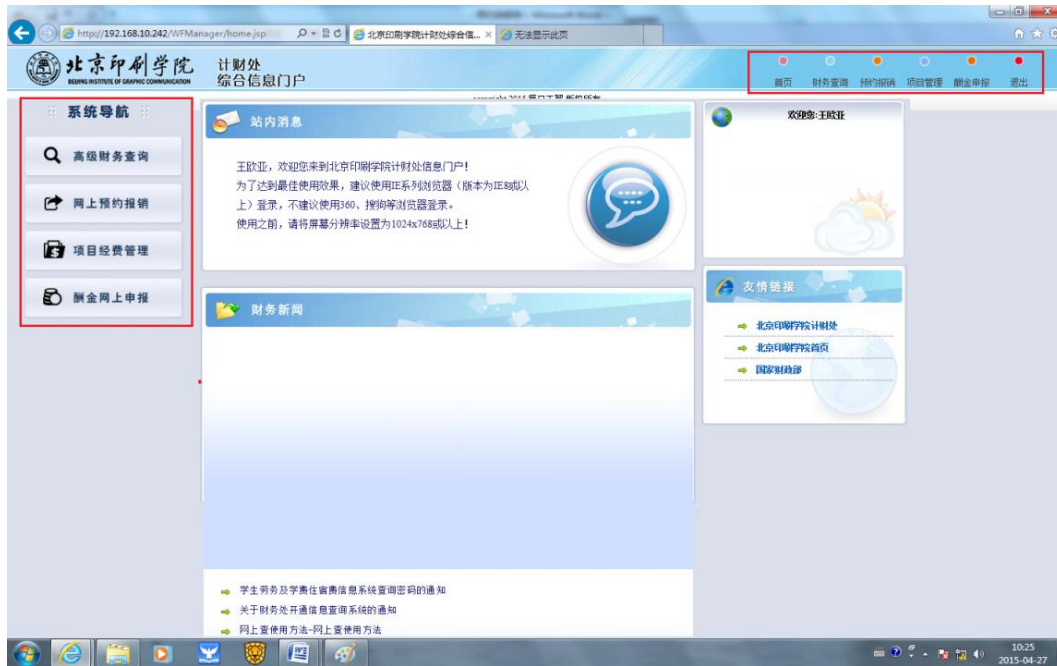 http://192.168.10.242/WFManager/home.jsp
北京印刷学院计财处综合信息... ×
无法显示此页
北京印刷学院
BEIJING INSTITUTE OF GRAPHIC COMMUNICATION
计财处
综合信息门户
首页 财务查询 预约报销 项目管理 酬金申报 退出
系统导航
高级财务查询
网上预约报销
项目经费管理
酬金网上申报
站内消息
王欧亚，欢迎您来到北京印刷学院计财处信息门户！
为了达到最佳使用效果，建议使用IE系列浏览器（版本为IE8或以
上）登录，不建议使用360、搜狗等浏览器登录。
使用之前，请将屏幕分辨率设置为1024x768或以上！
欢迎您：王欧亚
财务新闻
友情链接
北京印刷学院计财处
北京印刷学院首页
国家财政部
学生劳务及学费住宿费信息系统查询密码的通知
关于财务处开通信息查询系统的通知
网上查使用方法-网上查使用方法
10:25
2015-04-27